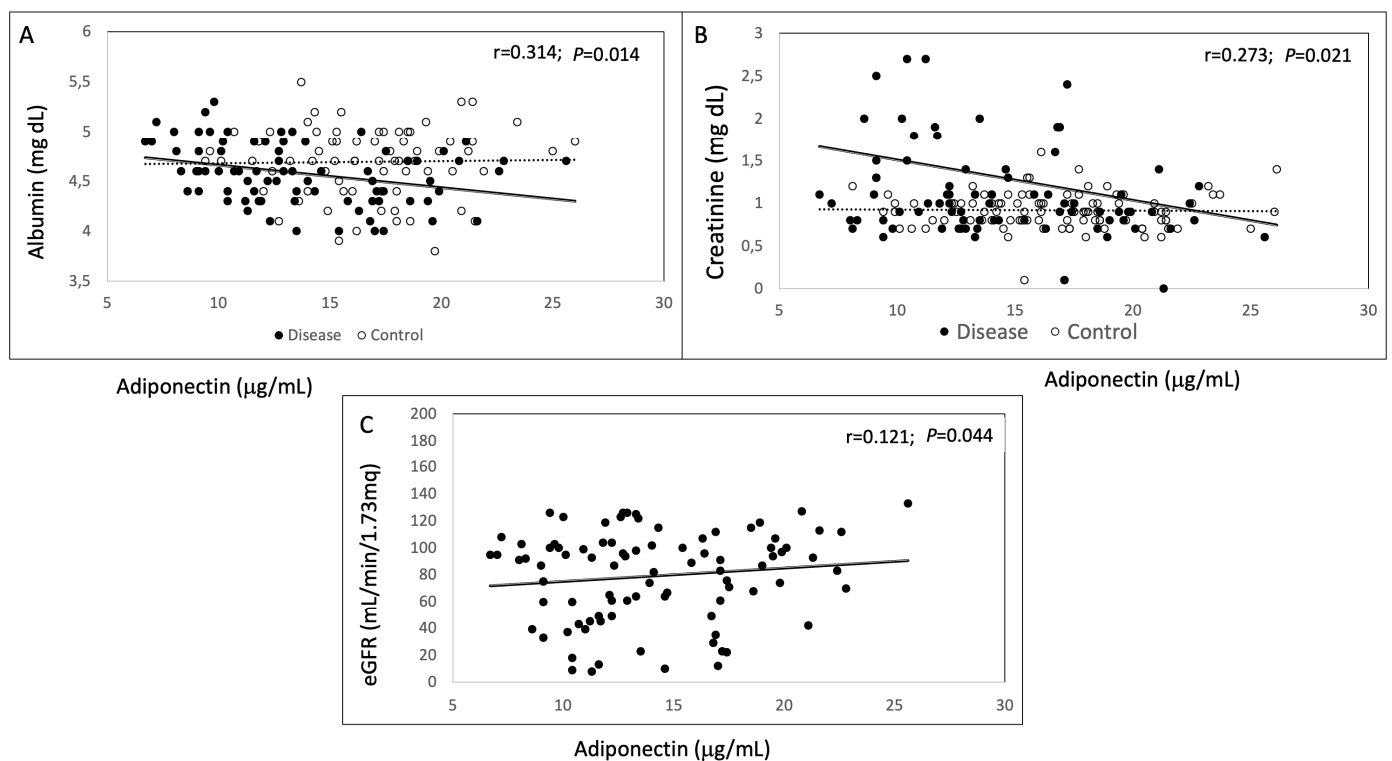 A
r=0.314; P=0.014
6
5,5
5
4,5
4
3,5
Albumin (mg dL)
5 10 15 20 25 30
Disease Control
Adiponectin (μg/mL)
B
r=0.273; P=0.021
3
2,5
2
1,5
1
0,5
0
Creatinine (mg dL)
5 10 15 20 25 30
Disease Control
Adiponectin (μg/mL)
C
r=0.121; P=0.044
200
180
160
140
120
100
80
60
40
20
0
eGFR (mL/min/1.73mq)
5 10 15 20 25 30
Adiponectin (μg/mL)